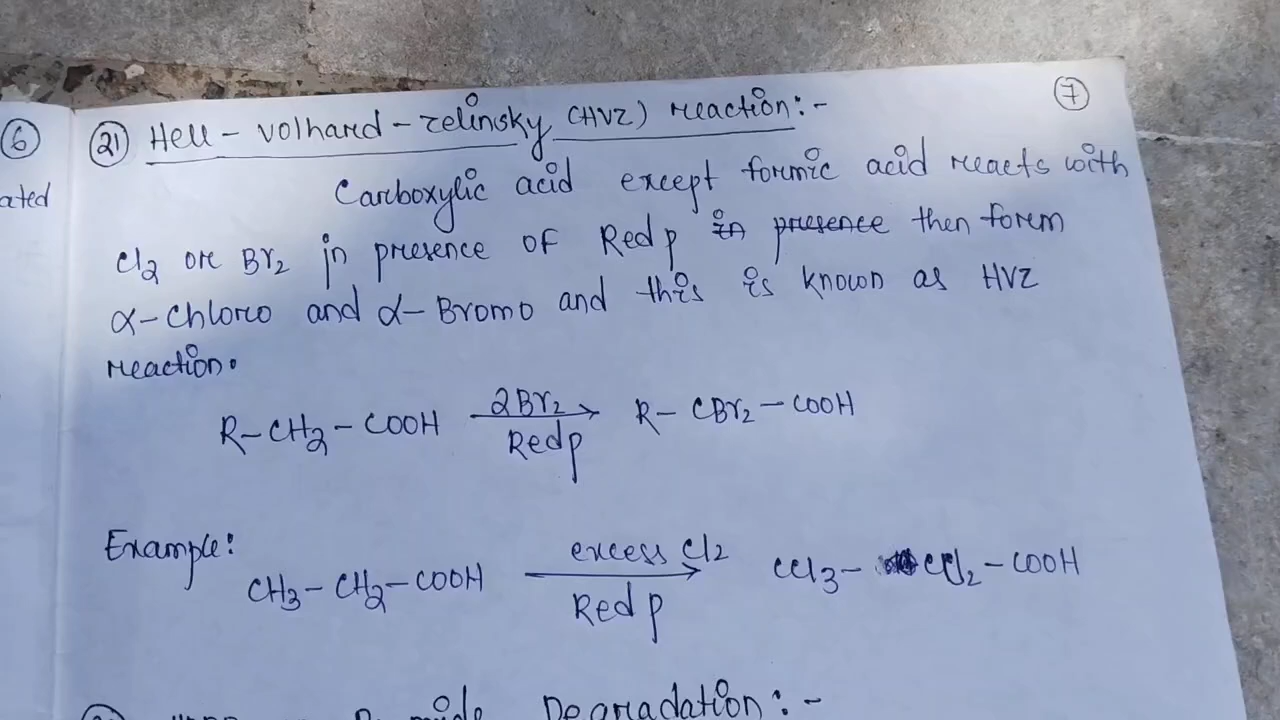 6
ated
21 Hell - Volhard - Zelinsky (HVZ) reaction:-
7
Carboxylic acid except formic acid reacts with
Cl2 or Br2 in presence of Red p in presence then form
α-Chloro and α-Bromo and this is known as HVZ
reaction.
R-CH2-COOH 2Br2 Red p → R-CBr2-COOH
Example:
CH3-CH2-COOH excess Cl2 Red p → CCl3-CCl2-COOH
Degradation:-